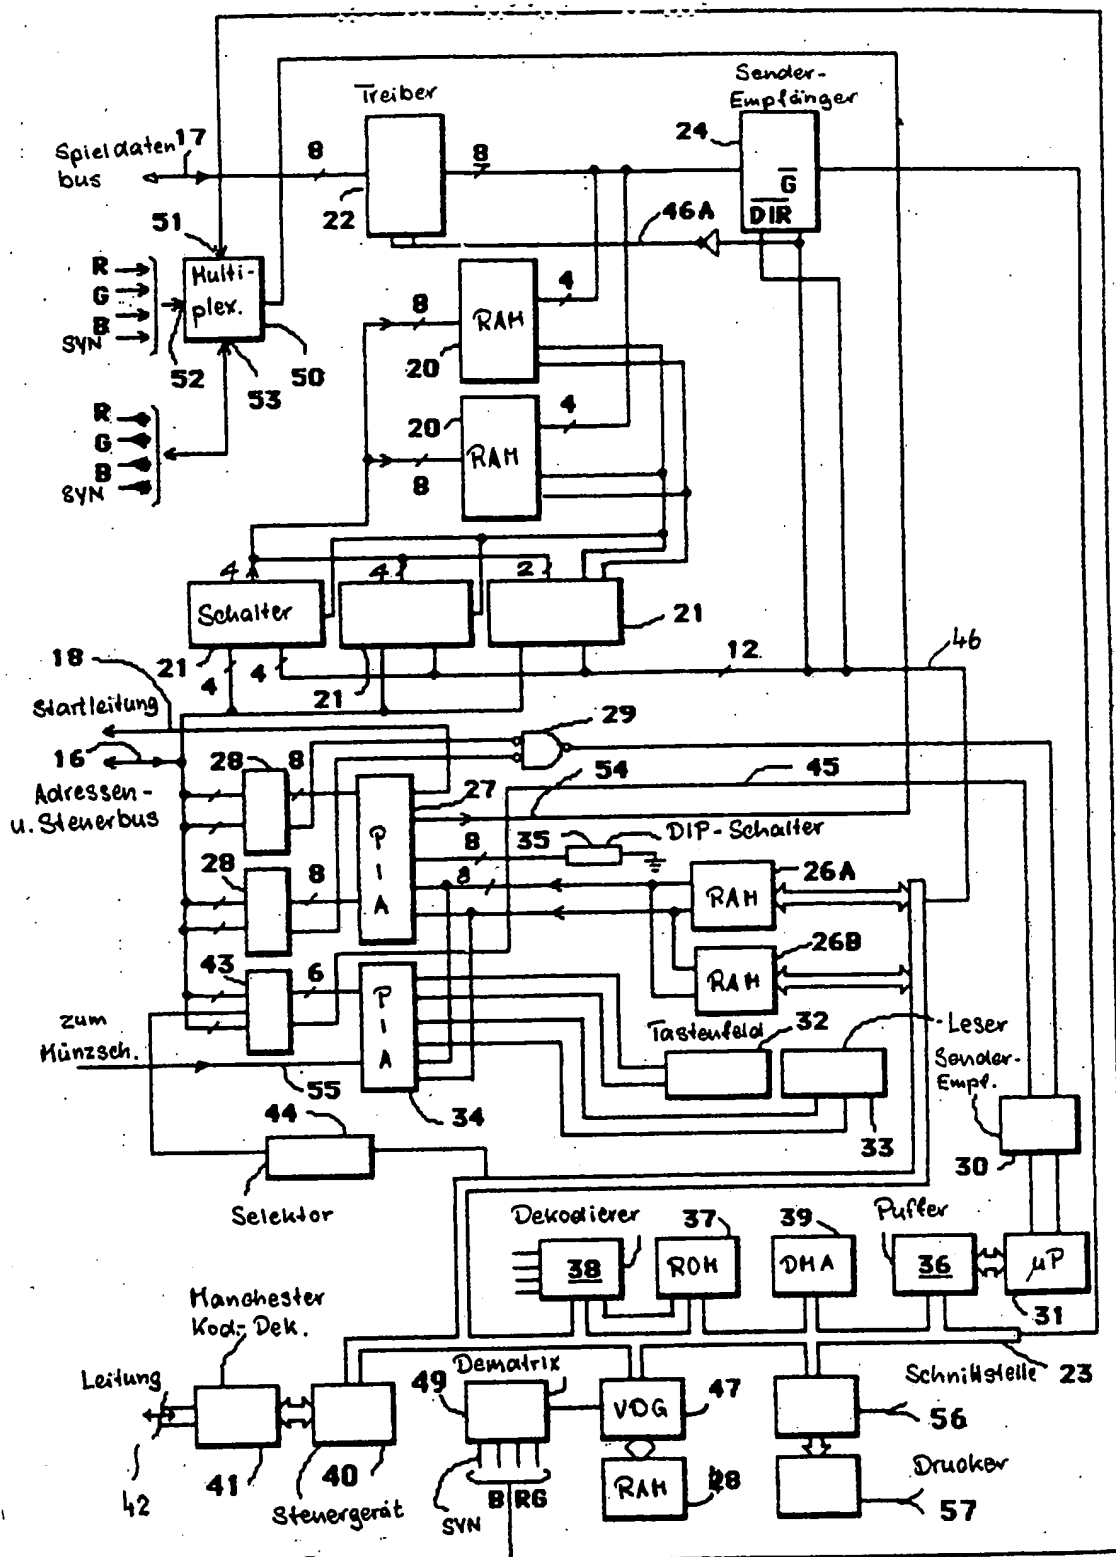 Treiber
Sender-
Empfänger
24
Spieldaten 17
bus
8
8
22
G
DIR
46A
51
R
G
B
SYN
Multi-
plex.
52
53
50
8
RAM
4
20
R
G
B
SYN
20
RAM
4
8
4
4
2
Schalter
21
21
4
4
21
12
46
18
Startleitung
16
Adressen-
u. Steuerbus
28
8
29
27
54
45
P
I
A
8
35
DIP-Schalter
8
28
8
RAM
26A
26B
RAM
43
6
P
I
A
zum
Münzsch.
55
34
Tastenfeld
32
Leser
33
Sender-
Empf.
30
44
Selektor
Dekodierer
38
37
ROM
39
DMA
Puffer
36
µP
31
Manchester
Kod.-Dek.
Leitung
42
41
40
Steuergerät
Dematrix
49
SYN
B RG
VDG
47
RAM
Schnittstelle
23
56
Drucker
57